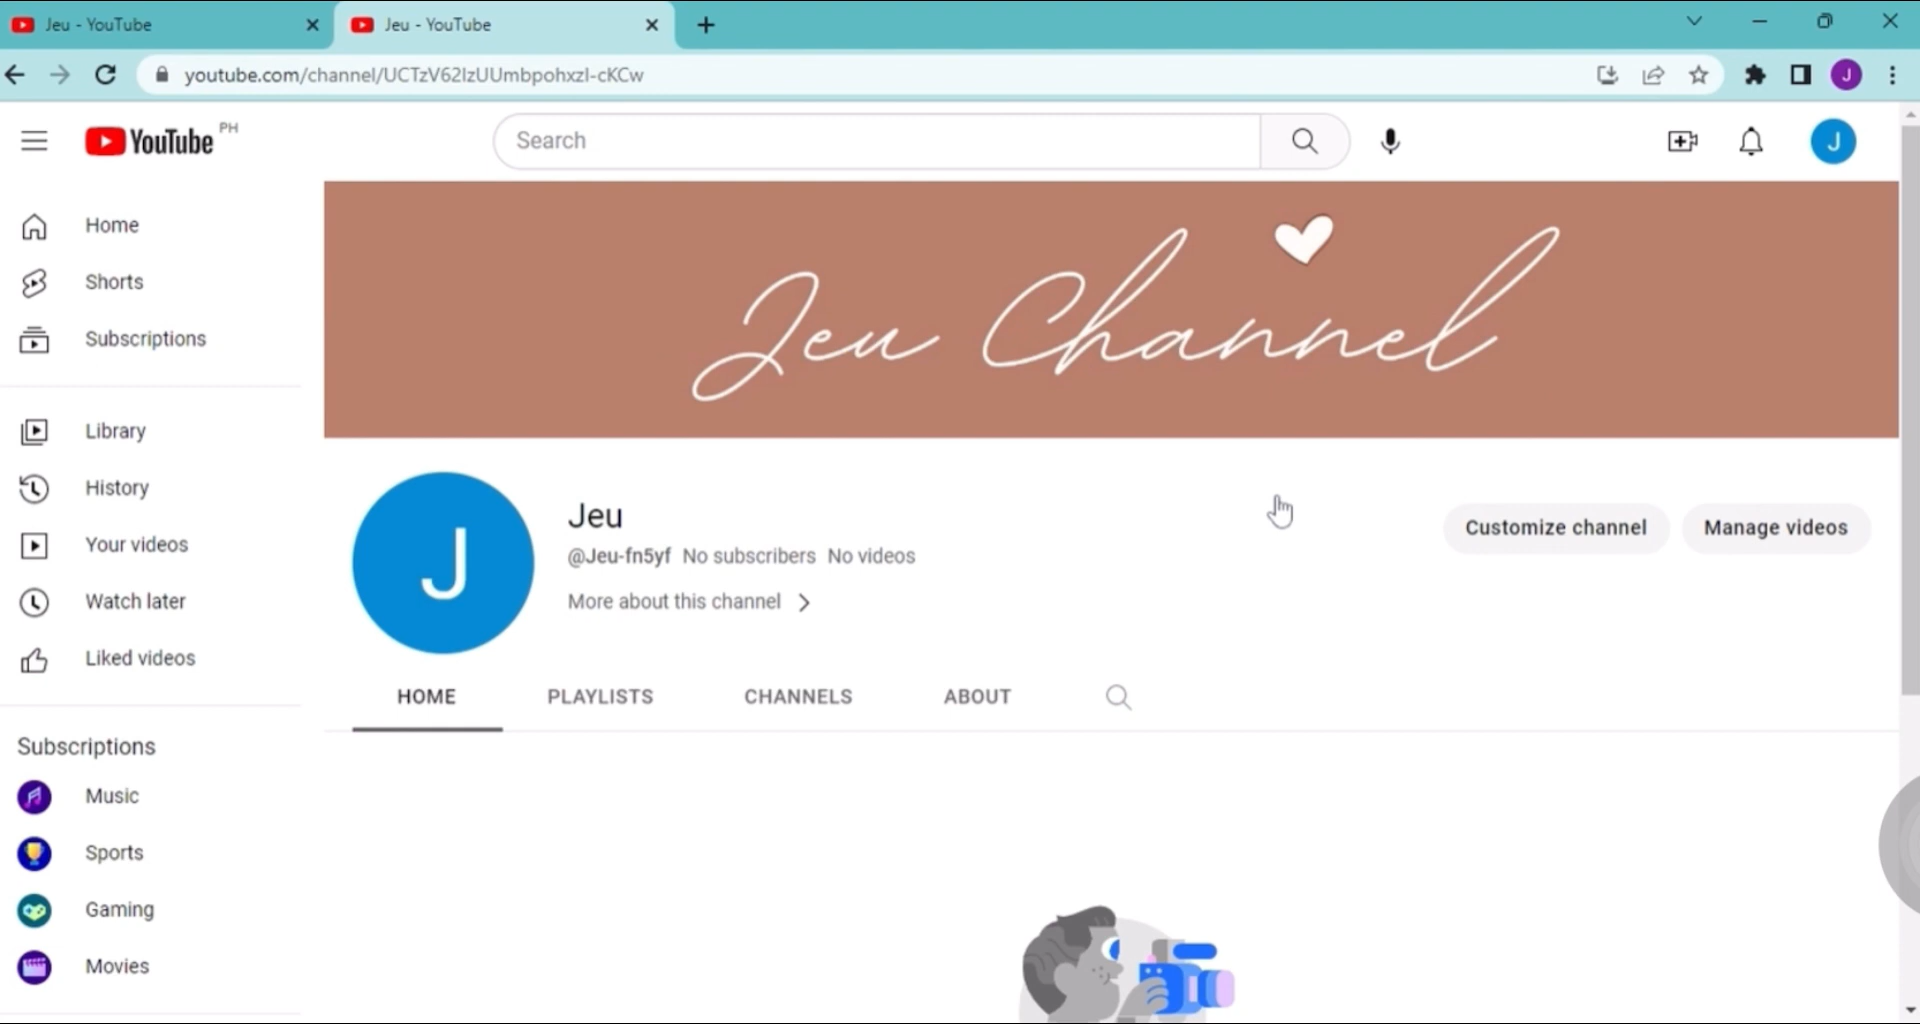 Jeu - YouTube
Jeu - YouTube
youtube.com/channel/UCTzV62IzUUmbpohxzI-cKCw
J
YouTube PH
Search
J
Home
Shorts
Subscriptions
Library
History
Your videos
Watch later
Liked videos
Subscriptions
Music
Sports
Gaming
Movies
Jeu Channel
J
Jeu
@Jeu-fn5yf No subscribers No videos
More about this channel
Customize channel
Manage videos
HOME PLAYLISTS CHANNELS ABOUT